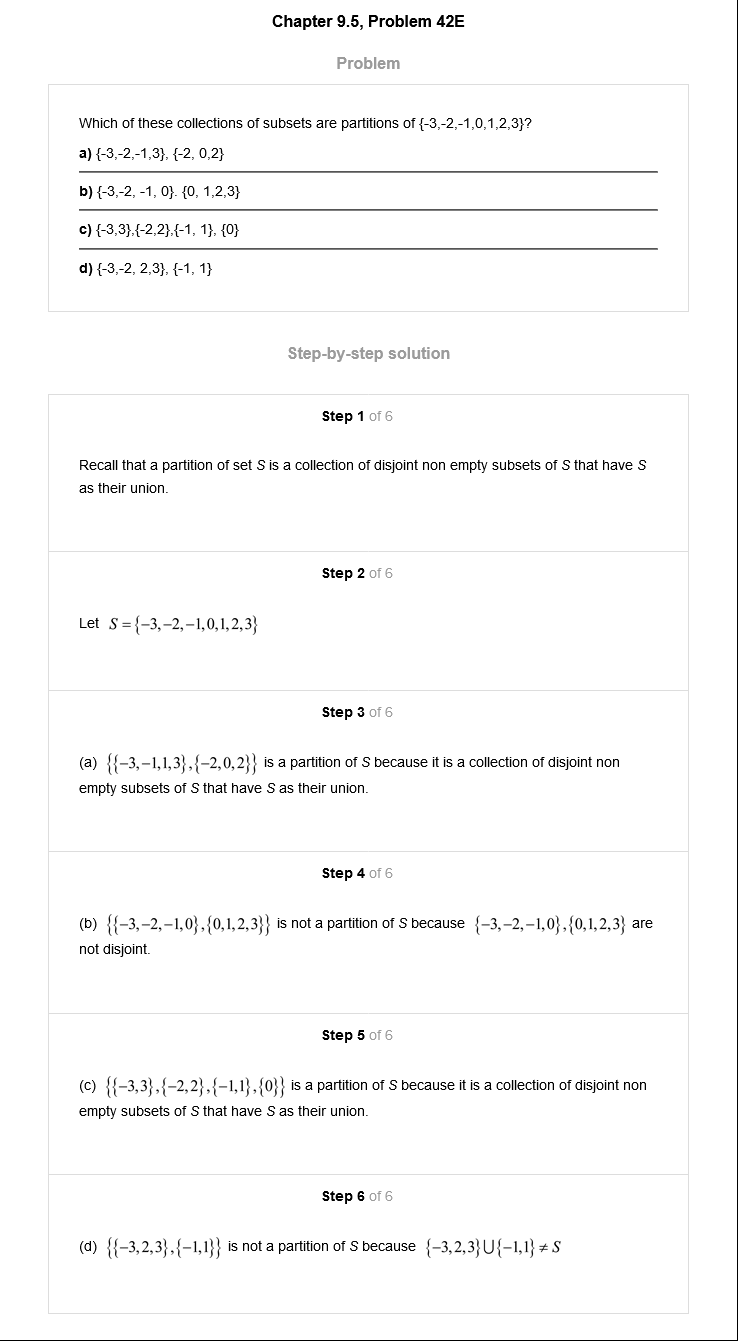 Chapter 9.5, Problem 42E
Problem
Which of these collections of subsets are partitions of {-3,-2,-1,0,1,2,3}?
a) {-3,-2,-1,3}, {-2, 0,2}
b) {-3,-2, -1, 0}. {0, 1,2,3}
c) {-3,3},{-2,2},{-1, 1}, {0}
d) {-3,-2, 2,3}, {-1, 1}
Step-by-step solution
Step 1 of 6
Recall that a partition of set S is a collection of disjoint non empty subsets of S that have S
as their union.
Step 2 of 6
Let S = {−3,−2,−1,0,1,2,3}
Step 3 of 6
(a) {{−3,−1,1,3},{−2,0,2}} is a partition of S because it is a collection of disjoint non
empty subsets of S that have S as their union.
Step 4 of 6
(b) {{−3,−2,−1,0},{0,1,2,3}} is not a partition of S because {−3,−2,−1,0},{0,1,2,3} are
not disjoint.
Step 5 of 6
(c) {{−3,3},{−2,2},{−1,1},{0}} is a partition of S because it is a collection of disjoint non
empty subsets of S that have S as their union.
Step 6 of 6
(d) {{−3,2,3},{−1,1}} is not a partition of S because {−3,2,3}⋃{−1,1} ≠ S